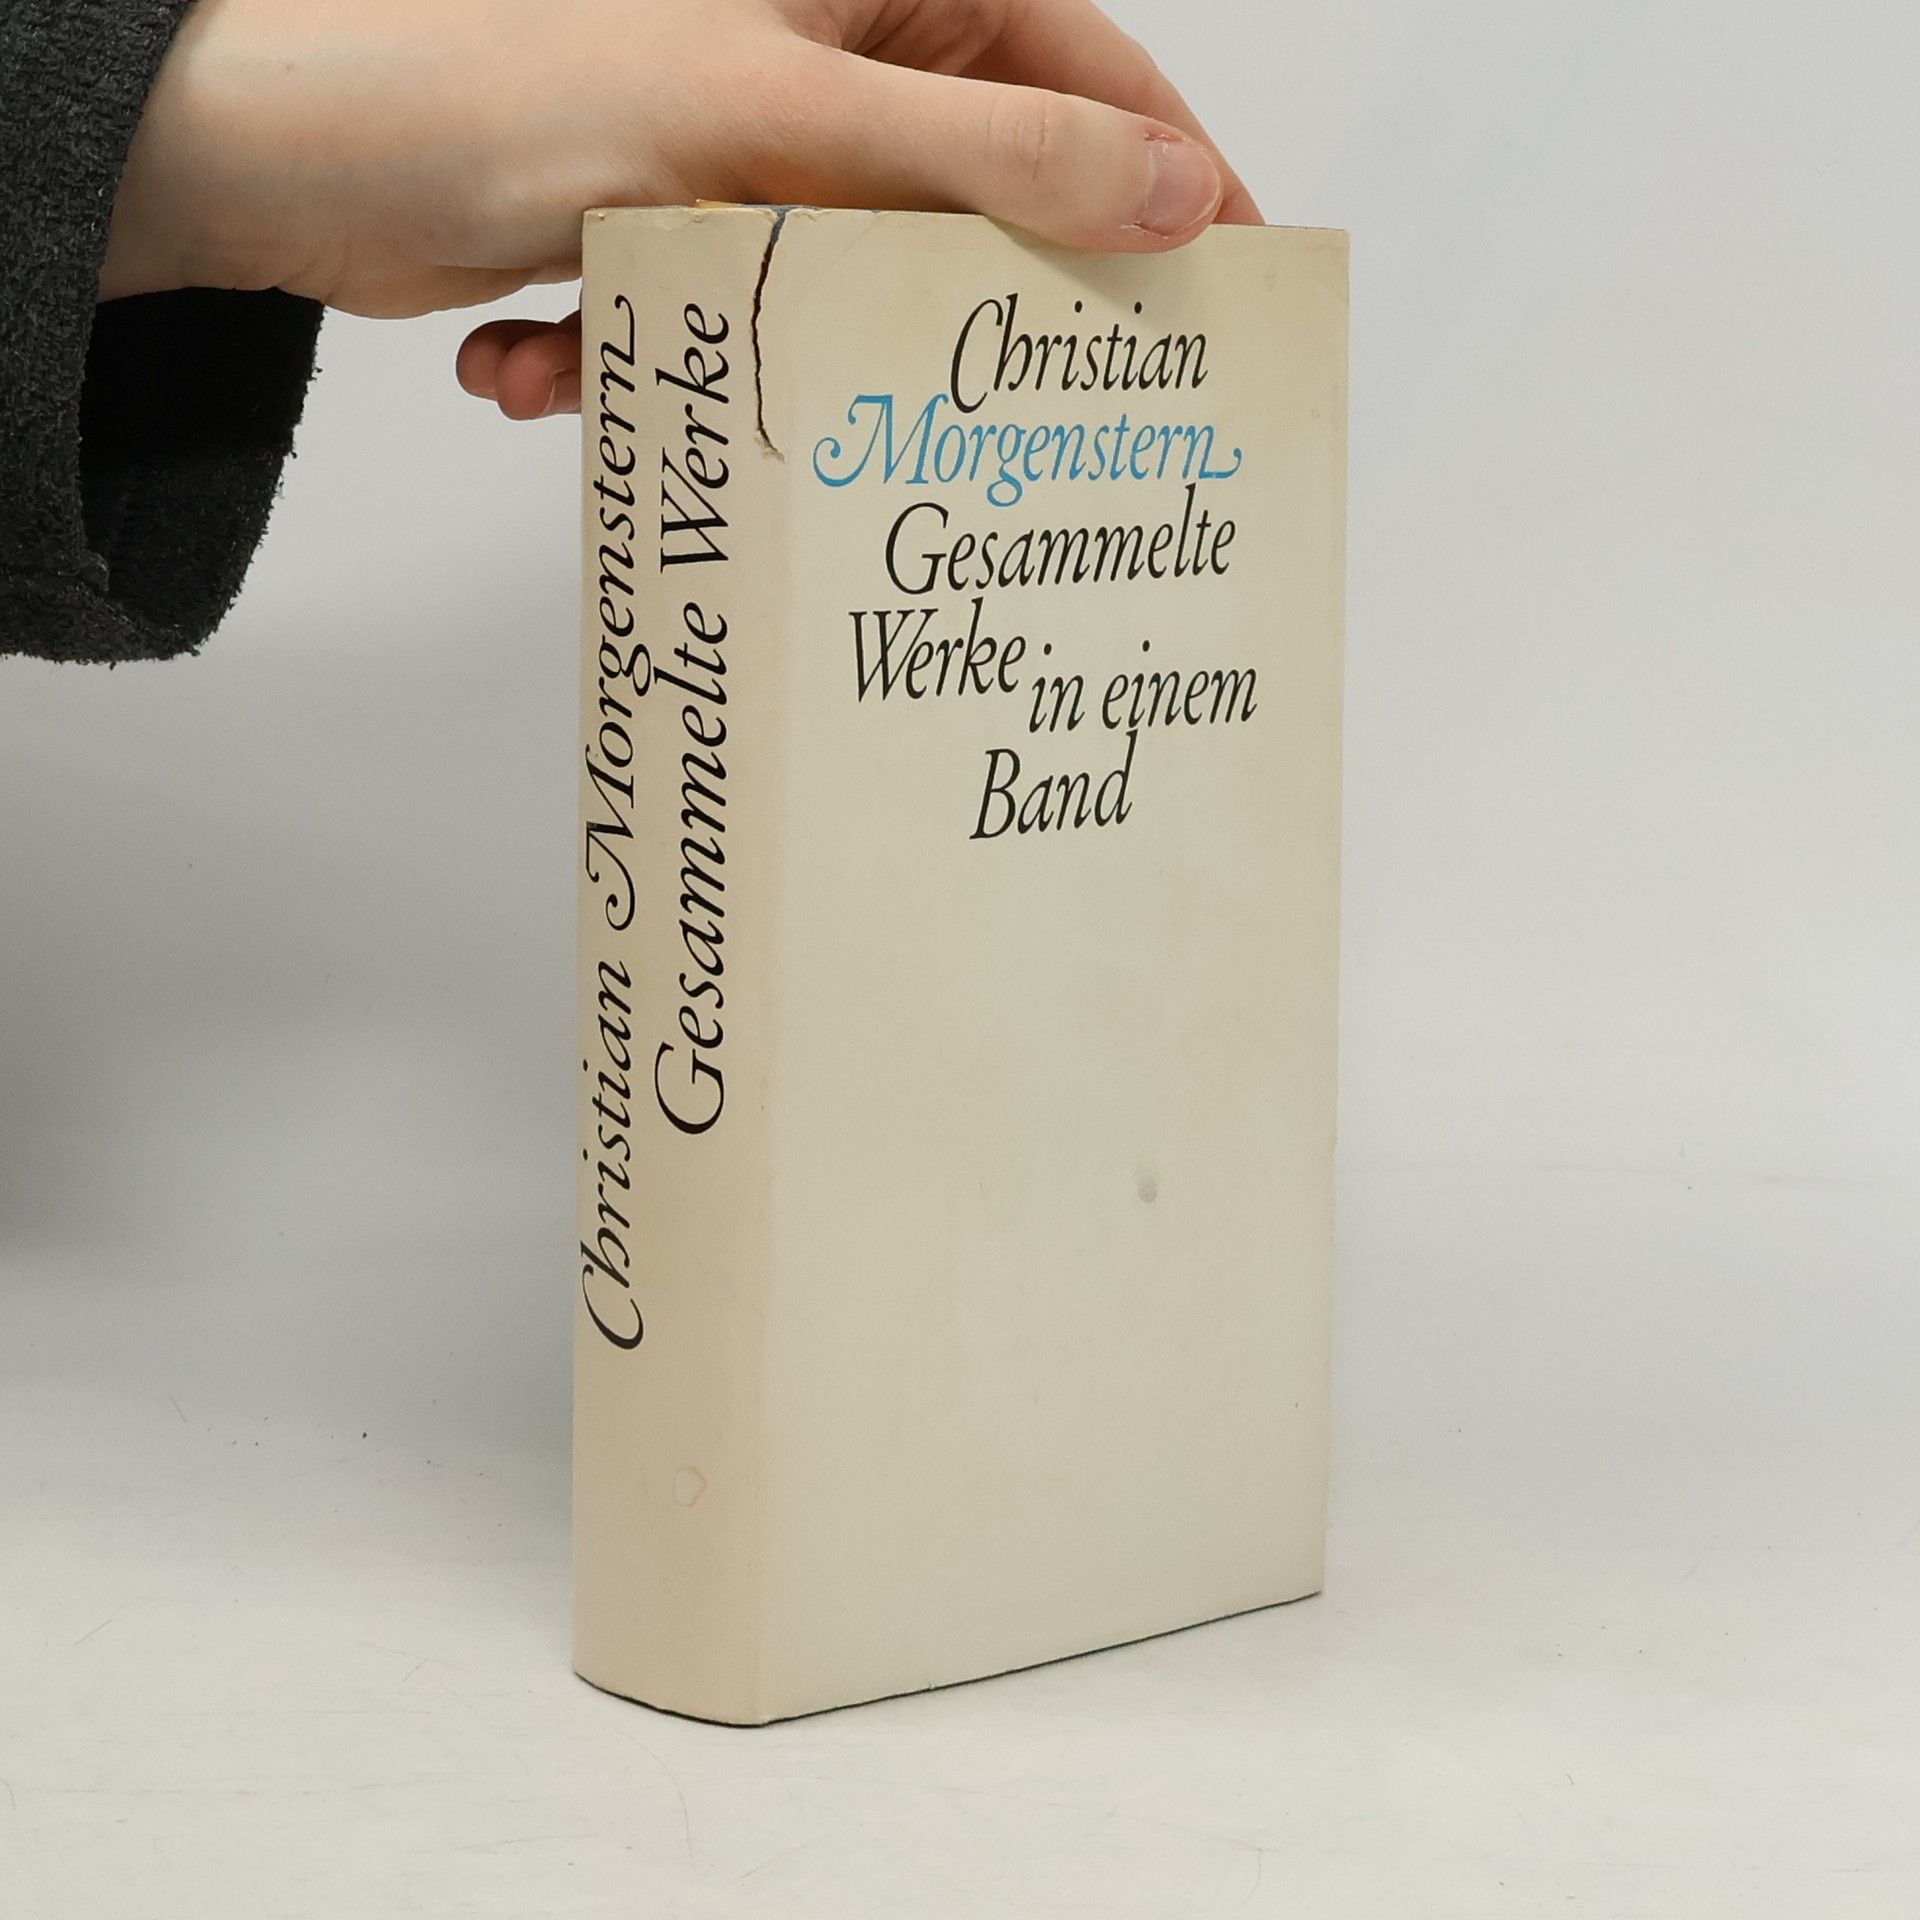 Christian Morgenstern
Gesammelte Werke
Christian
Morgenstern
Gesammelte
Werke in einem
Band